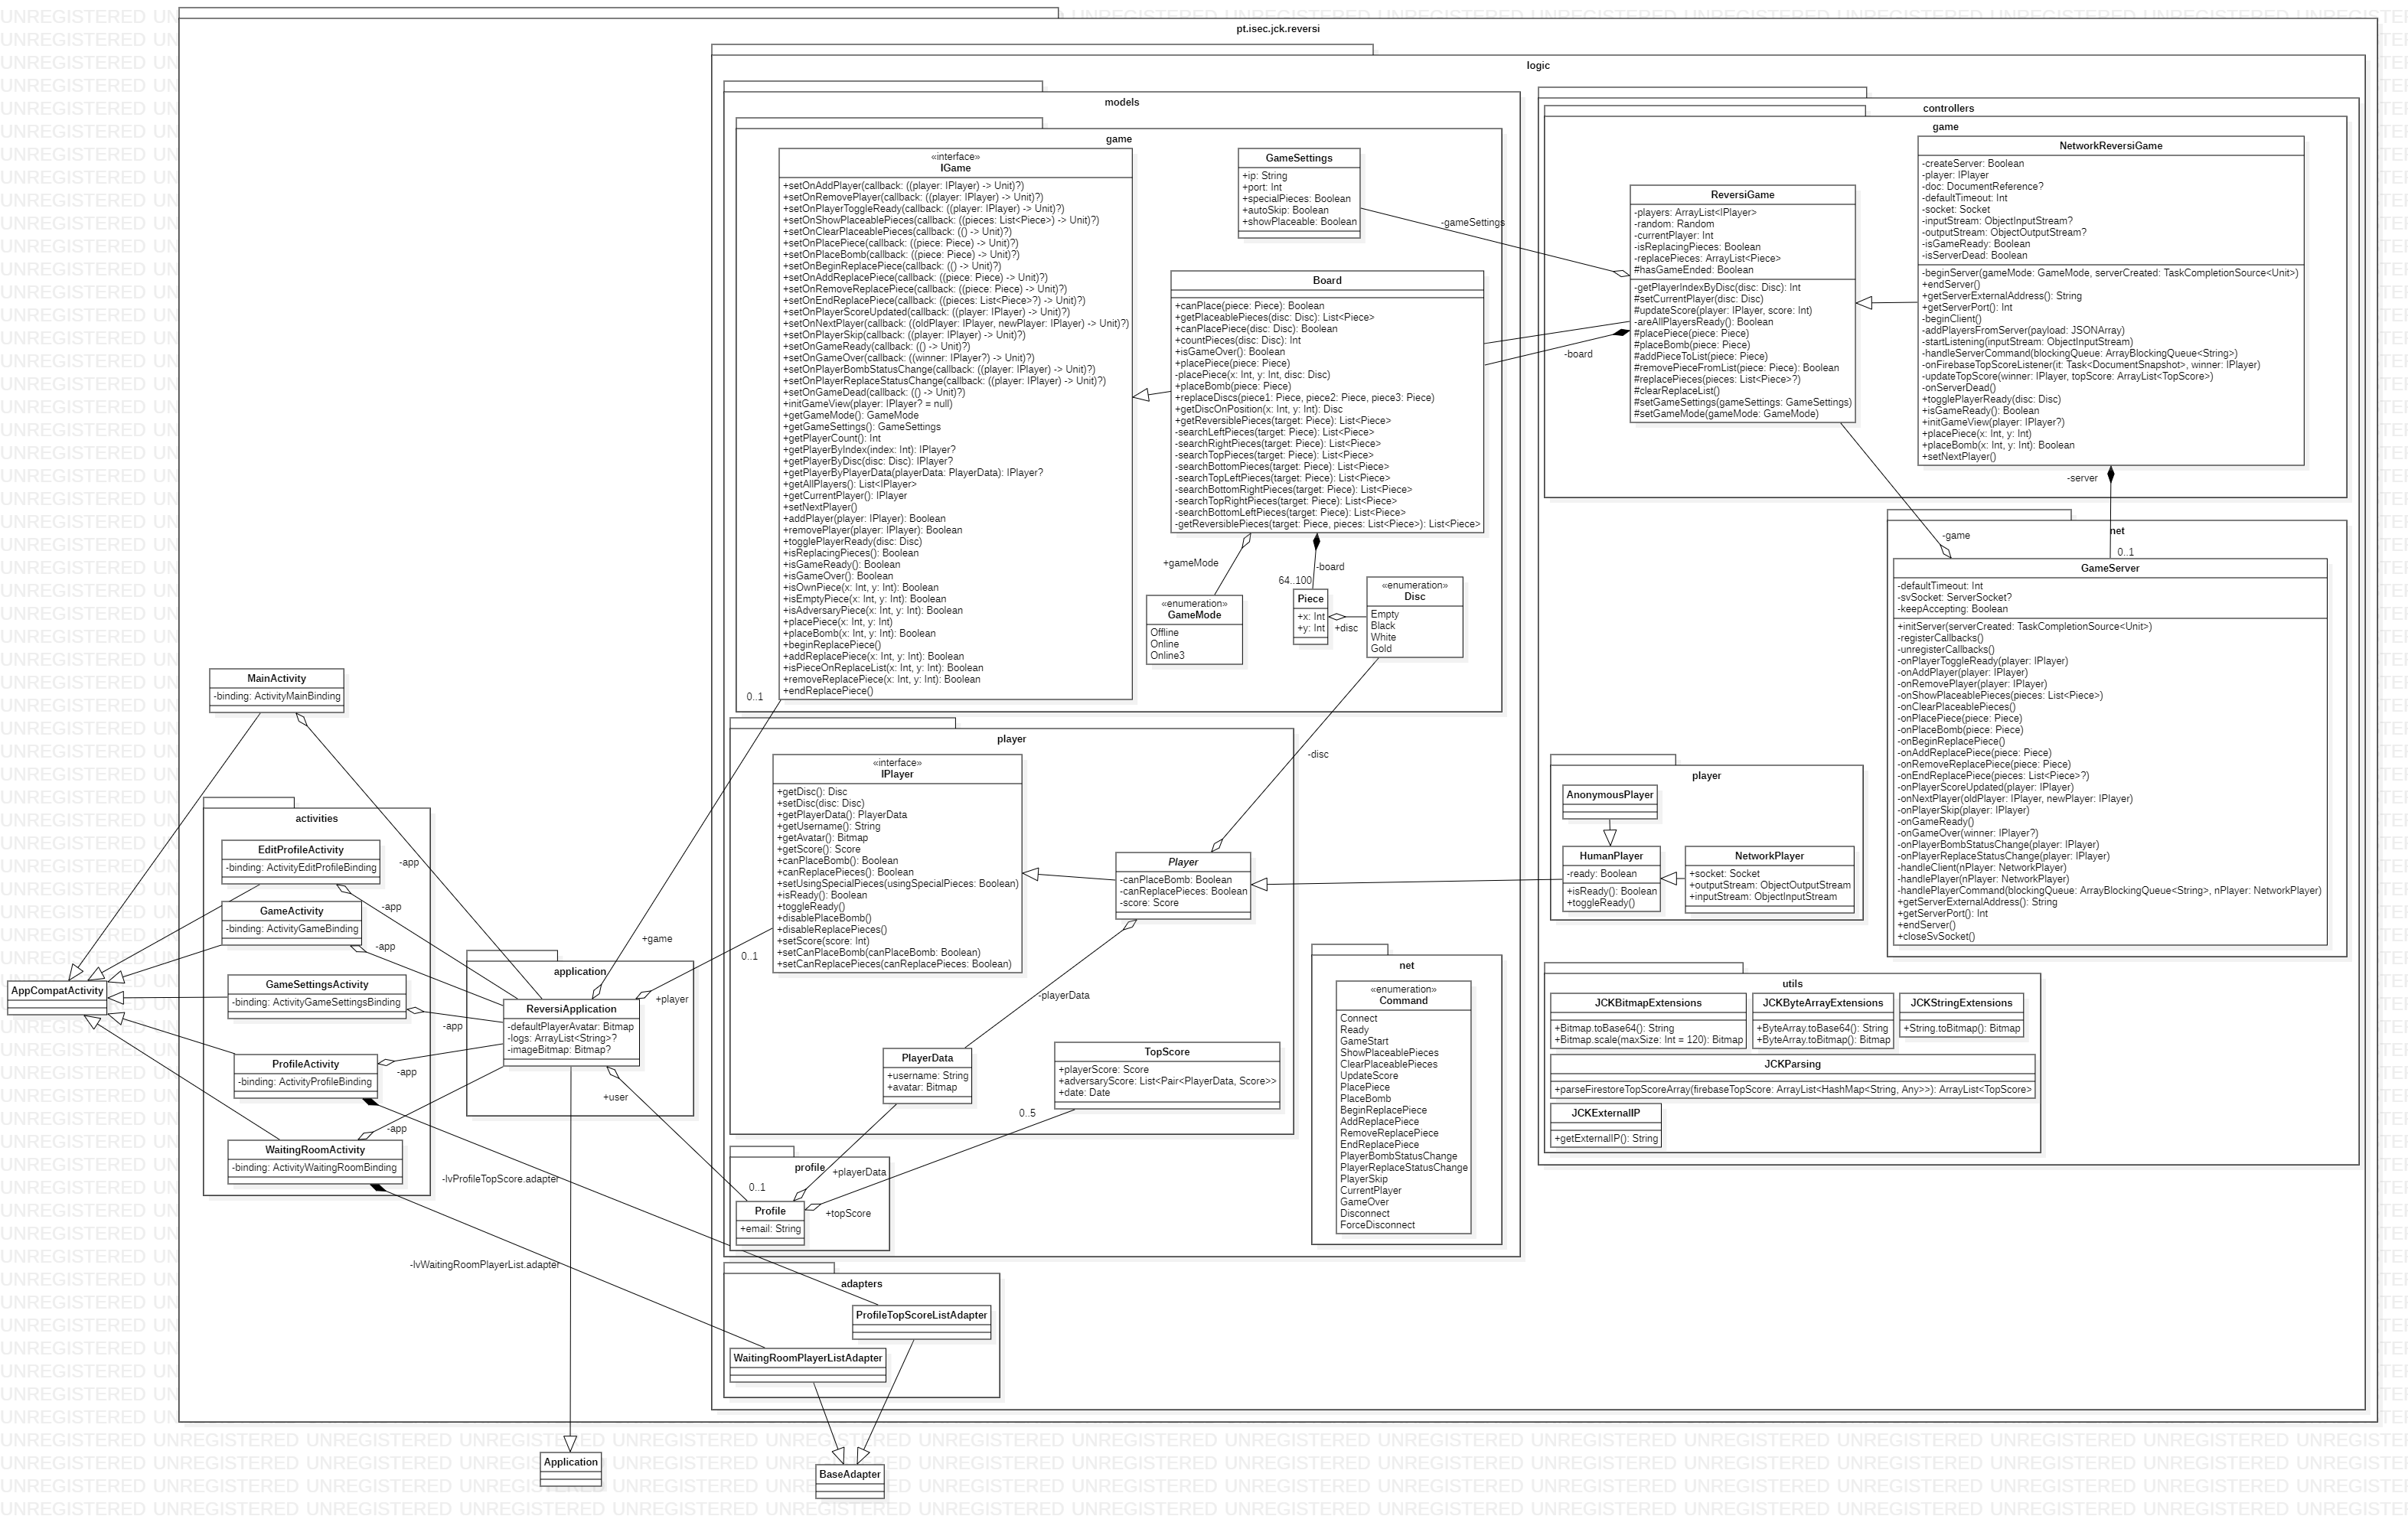 pt.isec.jck.reversi
logic
models
game
«interface»
IGame
+setOnAddPlayer(callback: ((player: IPlayer) -> Unit)?)
+setOnRemovePlayer(callback: ((player: IPlayer) -> Unit)?)
+setOnPlayerToggleReady(callback: ((player: IPlayer) -> Unit)?)
+setOnShowPlaceablePieces(callback: ((pieces: List<Piece>) -> Unit)?)
+setOnClearPlaceablePieces(callback: (() -> Unit)?)
+setOnPlacePiece(callback: ((piece: Piece) -> Unit)?)
+setOnPlaceBomb(callback: ((piece: Piece) -> Unit)?)
+setOnBeginReplacePiece(callback: (() -> Unit)?)
+setOnAddReplacePiece(callback: ((piece: Piece) -> Unit)?)
+setOnRemoveReplacePiece(callback: ((piece: Piece) -> Unit)?)
+setOnEndReplacePiece(callback: ((pieces: List<Piece>?) -> Unit)?)
+setOnPlayerScoreUpdated(callback: ((player: IPlayer) -> Unit)?)
+setOnNextPlayer(callback: ((oldPlayer: IPlayer, newPlayer: IPlayer) -> Unit)?)
+setOnPlayerSkip(callback: ((player: IPlayer) -> Unit)?)
+setOnGameReady(callback: (() -> Unit)?)
+setOnGameOver(callback: ((winner: IPlayer?) -> Unit)?)
+setOnPlayerBombStatusChange(callback: ((player: IPlayer) -> Unit)?)
+setOnPlayerReplaceStatusChange(callback: ((player: IPlayer) -> Unit)?)
+setOnGameDead(callback: (() -> Unit)?)
+initGameView(player: IPlayer? = null)
+getGameMode(): GameMode
+getGameSettings(): GameSettings
+getPlayerCount(): Int
+getPlayerByIndex(index: Int): IPlayer?
+getPlayerByDisc(disc: Disc): IPlayer?
+getPlayerByPlayerData(playerData: PlayerData): IPlayer?
+getAllPlayers(): List<IPlayer>
+getCurrentPlayer(): IPlayer
+setNextPlayer()
+addPlayer(player: IPlayer): Boolean
+removePlayer(player: IPlayer): Boolean
+togglePlayerReady(disc: Disc)
+isReplacingPieces(): Boolean
+isGameReady(): Boolean
+isGameOver(): Boolean
+isOwnPiece(x: Int, y: Int): Boolean
+isEmptyPiece(x: Int, y: Int): Boolean
+isAdversaryPiece(x: Int, y: Int): Boolean
+placePiece(x: Int, y: Int)
+placeBomb(x: Int, y: Int): Boolean
+beginReplacePiece()
+addReplacePiece(x: Int, y: Int): Boolean
+isPieceOnReplaceList(x: Int, y: Int): Boolean
+removeReplacePiece(x: Int, y: Int): Boolean
+endReplacePiece()
0..1
GameSettings
+ip: String
+port: Int
+specialPieces: Boolean
+autoSkip: Boolean
+showPlaceable: Boolean
-gameSettings
Board
+canPlace(piece: Piece): Boolean
+getPlaceablePieces(disc: Disc): List<Piece>
+canPlacePiece(disc: Disc): Boolean
+countPieces(disc: Disc): Int
+isGameOver(): Boolean
+placePiece(piece: Piece)
-placePiece(x: Int, y: Int, disc: Disc)
+placeBomb(piece: Piece)
+replaceDiscs(piece1: Piece, piece2: Piece, piece3: Piece)
+getDiscOnPosition(x: Int, y: Int): Disc
+getReversiblePieces(target: Piece): List<Piece>
-searchLeftPieces(target: Piece): List<Piece>
-searchRightPieces(target: Piece): List<Piece>
-searchTopPieces(target: Piece): List<Piece>
-searchBottomPieces(target: Piece): List<Piece>
-searchTopLeftPieces(target: Piece): List<Piece>
-searchBottomRightPieces(target: Piece): List<Piece>
-searchTopRightPieces(target: Piece): List<Piece>
-searchBottomLeftPieces(target: Piece): List<Piece>
-getReversiblePieces(target: Piece, pieces: List<Piece>): List<Piece>
-board
+gameMode
-board
64..100
«enumeration»
GameMode
Offline
Online
Online3
Piece
+x: Int
+y: Int
+disc
«enumeration»
Disc
Empty
Black
White
Gold
-disc
controllers
game
ReversiGame
-players: ArrayList<IPlayer>
-random: Random
-currentPlayer: Int
-isReplacingPieces: Boolean
-replacePieces: ArrayList<Piece>
#hasGameEnded: Boolean
-getPlayerIndexByDisc(disc: Disc): Int
#setCurrentPlayer(disc: Disc)
#updateScore(player: IPlayer, score: Int)
-areAllPlayersReady(): Boolean
#placePiece(piece: Piece)
#placeBomb(piece: Piece)
#addPieceToList(piece: Piece)
#removePieceFromList(piece: Piece): Boolean
#replacePieces(pieces: List<Piece>?)
#clearReplaceList()
#setGameSettings(gameSettings: GameSettings)
#setGameMode(gameMode: GameMode)
NetworkReversiGame
-createServer: Boolean
-player: IPlayer
-doc: DocumentReference?
-defaultTimeout: Int
-socket: Socket
-inputStream: ObjectInputStream?
-outputStream: ObjectOutputStream?
-isGameReady: Boolean
-isServerDead: Boolean
-beginServer(gameMode: GameMode, serverCreated: TaskCompletionSource<Unit>)
+endServer()
+getServerExternalAddress(): String
+getServerPort(): Int
-beginClient()
-addPlayersFromServer(payload: JSONArray)
-startListening(inputStream: ObjectInputStream)
-handleServerCommand(blockingQueue: ArrayBlockingQueue<String>)
-onFirebaseTopScoreListener(it: Task<DocumentSnapshot>, winner: IPlayer)
-updateTopScore(winner: IPlayer, topScore: ArrayList<TopScore>)
-onServerDead()
+togglePlayerReady(disc: Disc)
+isGameReady(): Boolean
+initGameView(player: IPlayer?)
+placePiece(x: Int, y: Int)
+placeBomb(x: Int, y: Int): Boolean
+setNextPlayer()
-server
-game
0..1
net
GameServer
-defaultTimeout: Int
-svSocket: ServerSocket?
-keepAccepting: Boolean
+initServer(serverCreated: TaskCompletionSource<Unit>)
-registerCallbacks()
-unregisterCallbacks()
-onPlayerToggleReady(player: IPlayer)
-onAddPlayer(player: IPlayer)
-onRemovePlayer(player: IPlayer)
-onShowPlaceablePieces(pieces: List<Piece>)
-onClearPlaceablePieces()
-onPlacePiece(piece: Piece)
-onPlaceBomb(piece: Piece)
-onBeginReplacePiece()
-onAddReplacePiece(piece: Piece)
-onRemoveReplacePiece(piece: Piece)
-onEndReplacePiece(pieces: List<Piece>?)
-onPlayerScoreUpdated(player: IPlayer)
-onNextPlayer(oldPlayer: IPlayer, newPlayer: IPlayer)
-onPlayerSkip(player: IPlayer)
-onGameReady()
-onGameOver(winner: IPlayer?)
-onPlayerBombStatusChange(player: IPlayer)
-onPlayerReplaceStatusChange(player: IPlayer)
-handleClient(nPlayer: NetworkPlayer)
-handlePlayer(nPlayer: NetworkPlayer)
-handlePlayerCommand(blockingQueue: ArrayBlockingQueue<String>, nPlayer: NetworkPlayer)
+getServerExternalAddress(): String
+getServerPort(): Int
+endServer()
+closeSvSocket()
player
AnonymousPlayer
HumanPlayer
-ready: Boolean
+isReady(): Boolean
+toggleReady()
NetworkPlayer
+socket: Socket
+outputStream: ObjectOutputStream
+inputStream: ObjectInputStream
utils
JCKBitmapExtensions
+Bitmap.toBase64(): String
+Bitmap.scale(maxSize: Int = 120): Bitmap
JCKByteArrayExtensions
+ByteArray.toBase64(): String
+ByteArray.toBitmap(): Bitmap
JCKStringExtensions
+String.toBitmap(): Bitmap
JCKParsing
+parseFirestoreTopScoreArray(firebaseTopScore: ArrayList<HashMap<String, Any>>): ArrayList<TopScore>
JCKExternalIP
+getExternalIP(): String
player
«interface»
IPlayer
+getDisc(): Disc
+setDisc(disc: Disc)
+getPlayerData(): PlayerData
+getUsername(): String
+getAvatar(): Bitmap
+getScore(): Score
+canPlaceBomb(): Boolean
+canReplacePieces(): Boolean
+setUsingSpecialPieces(usingSpecialPieces: Boolean)
+isReady(): Boolean
+toggleReady()
+disablePlaceBomb()
+disableReplacePieces()
+setScore(score: Int)
+setCanPlaceBomb(canPlaceBomb: Boolean)
+setCanReplacePieces(canReplacePieces: Boolean)
0..1
Player
-canPlaceBomb: Boolean
-canReplacePieces: Boolean
-score: Score
-playerData
PlayerData
+username: String
+avatar: Bitmap
TopScore
+playerScore: Score
+adversaryScore: List<Pair<PlayerData, Score>>
+date: Date
0..5
net
«enumeration»
Command
Connect
Ready
GameStart
ShowPlaceablePieces
ClearPlaceablePieces
UpdateScore
PlacePiece
PlaceBomb
BeginReplacePiece
AddReplacePiece
RemoveReplacePiece
EndReplacePiece
PlayerBombStatusChange
PlayerReplaceStatusChange
PlayerSkip
CurrentPlayer
GameOver
Disconnect
ForceDisconnect
profile
+playerData
0..1
Profile
+email: String
+topScore
adapters
ProfileTopScoreListAdapter
WaitingRoomPlayerListAdapter
MainActivity
-binding: ActivityMainBinding
activities
EditProfileActivity
-binding: ActivityEditProfileBinding
GameActivity
-binding: ActivityGameBinding
GameSettingsActivity
-binding: ActivityGameSettingsBinding
ProfileActivity
-binding: ActivityProfileBinding
WaitingRoomActivity
-binding: ActivityWaitingRoomBinding
-app
-app
-app
-app
-app
-app
AppCompatActivity
application
ReversiApplication
-defaultPlayerAvatar: Bitmap
-logs: ArrayList<String>?
-imageBitmap: Bitmap?
+game
+player
+user
-lvProfileTopScore.adapter
-lvWaitingRoomPlayerList.adapter
Application
BaseAdapter
UNREGISTERED